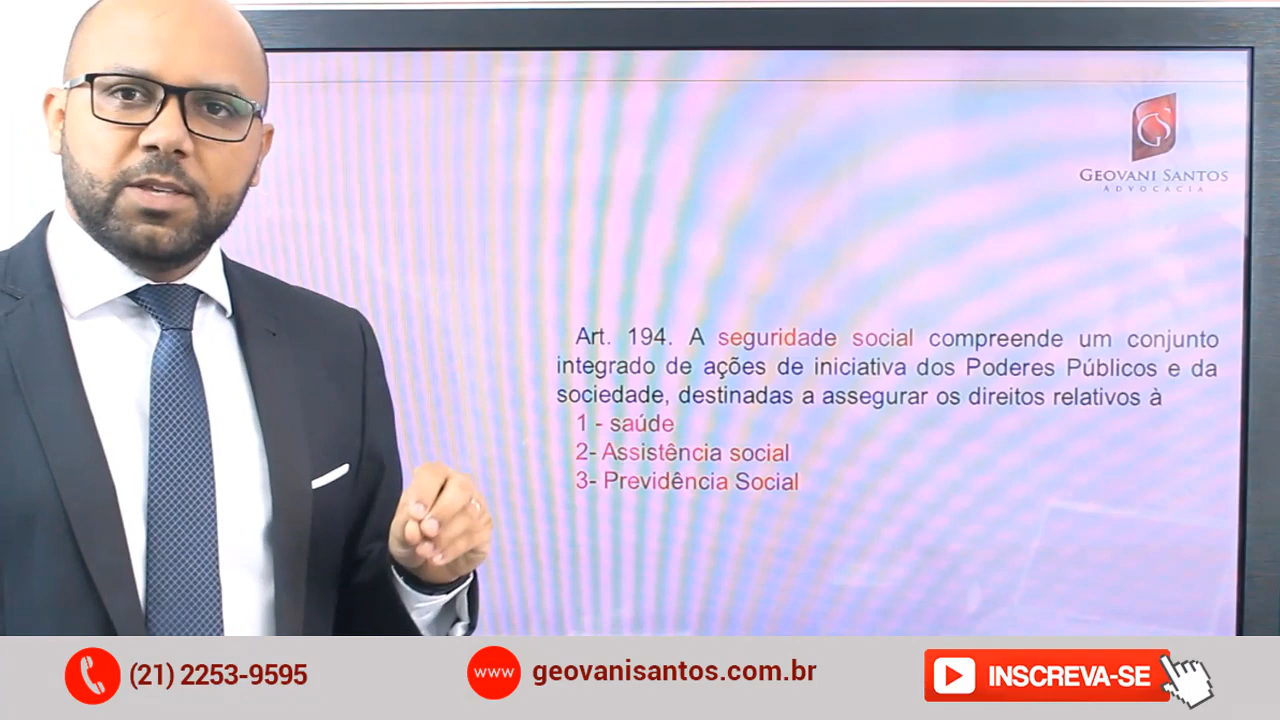 GS
GEOVANI SANTOS
ADVOCACIA
Art. 194. A seguridade social compreende um conjunto
integrado de ações de iniciativa dos Poderes Públicos e da
sociedade, destinadas a assegurar os direitos relativos à
1 - saúde
2- Assistência social
3- Previdência Social
(21) 2253-9595
www
geovanisantos.com.br
INSCREVA-SE